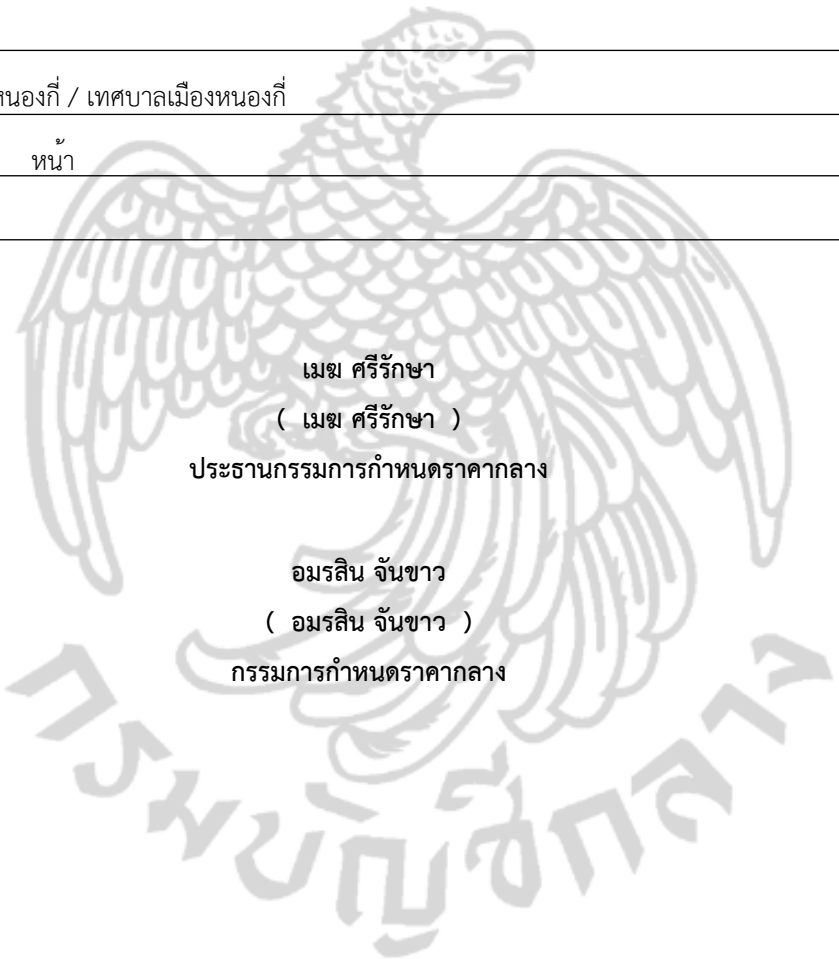 หนองกี่ / เทศบาลเมืองหนองกี่
หน้า
เมฆ ศรีรักษา
( เมฆ ศรีรักษา )
ประธานกรรมการกำหนดราคากลาง
อมรสิน จันขาว
( อมรสิน จันขาว )
กรรมการกำหนดราคากลาง
กรมบัญชีกลาง